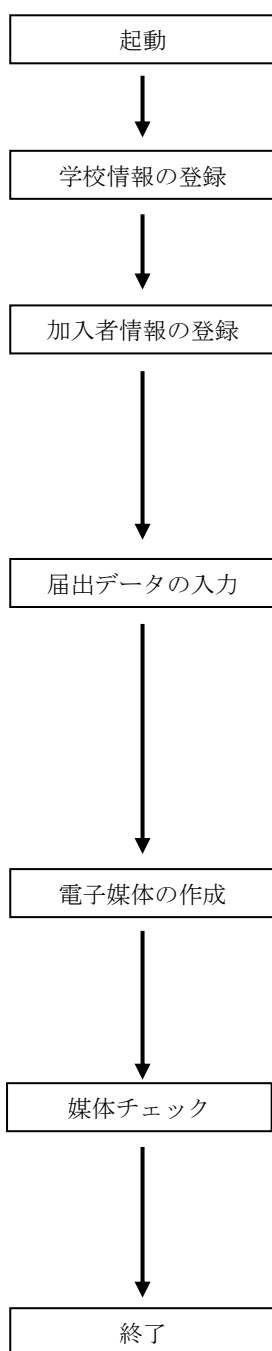 起動
学校情報の登録
加入者情報の登録
届出データの入力
電子媒体の作成
媒体チェック
終了